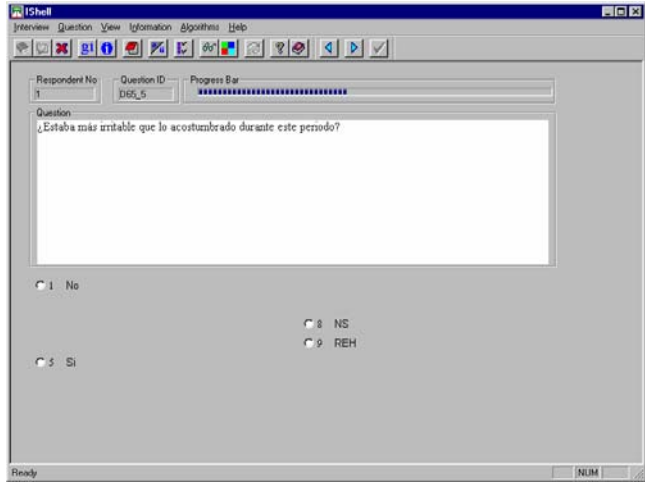 IShell
Interview Question View Information Algorithms Help
Respondent No
1
Question ID
D65_5
Progress Bar
Question
¿Estaba más irritable que lo acostumbrado durante este periodo?
1 No
8 NS
9 REH
5 Si
Ready
NUM